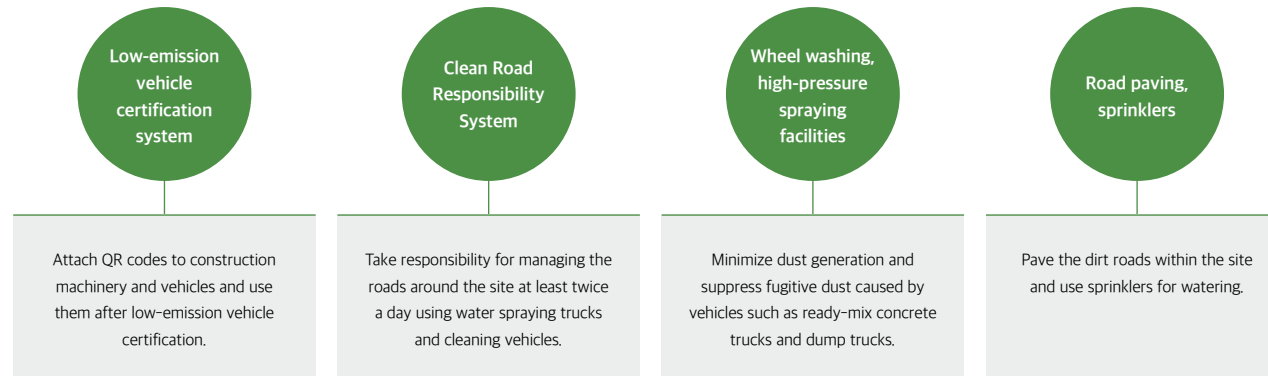 Low-emission
vehicle
certification
system
Attach QR codes to construction
machinery and vehicles and use
them after low-emission vehicle
certification.
Clean Road
Responsibility
System
Take responsibility for managing the
roads around the site at least twice
a day using water spraying trucks
and cleaning vehicles.
Wheel washing,
high-pressure
spraying
facilities
Minimize dust generation and
suppress fugitive dust caused by
vehicles such as ready-mix concrete
trucks and dump trucks.
Road paving,
sprinklers
Pave the dirt roads within the site
and use sprinklers for watering.